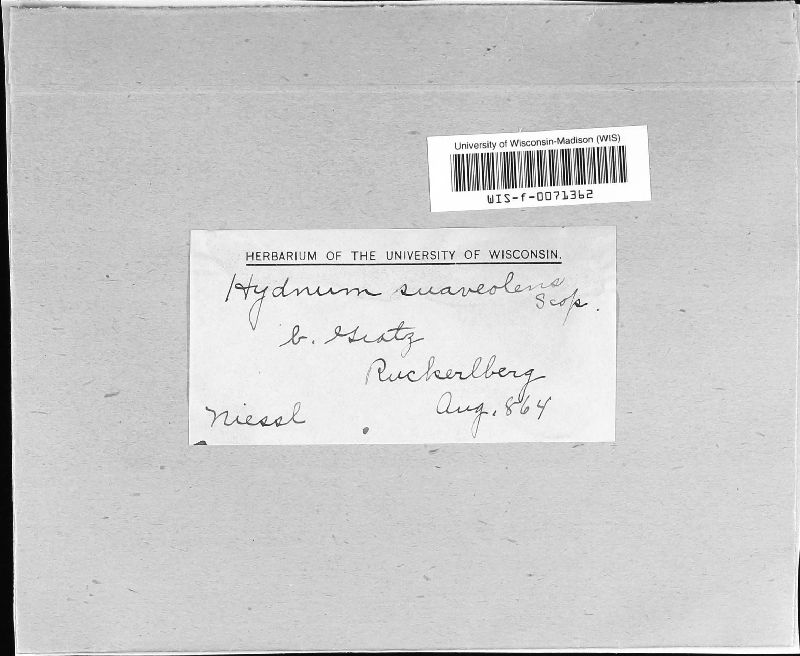 University of Wisconsin-Madison (WIS)
WIS-f-0071362
HERBARIUM OF THE UNIVERSITY OF WISCONSIN.
Hydnum suaveolens
Scop.
b. Gratz
Ruckerlberg
Aug. 864
Niessl